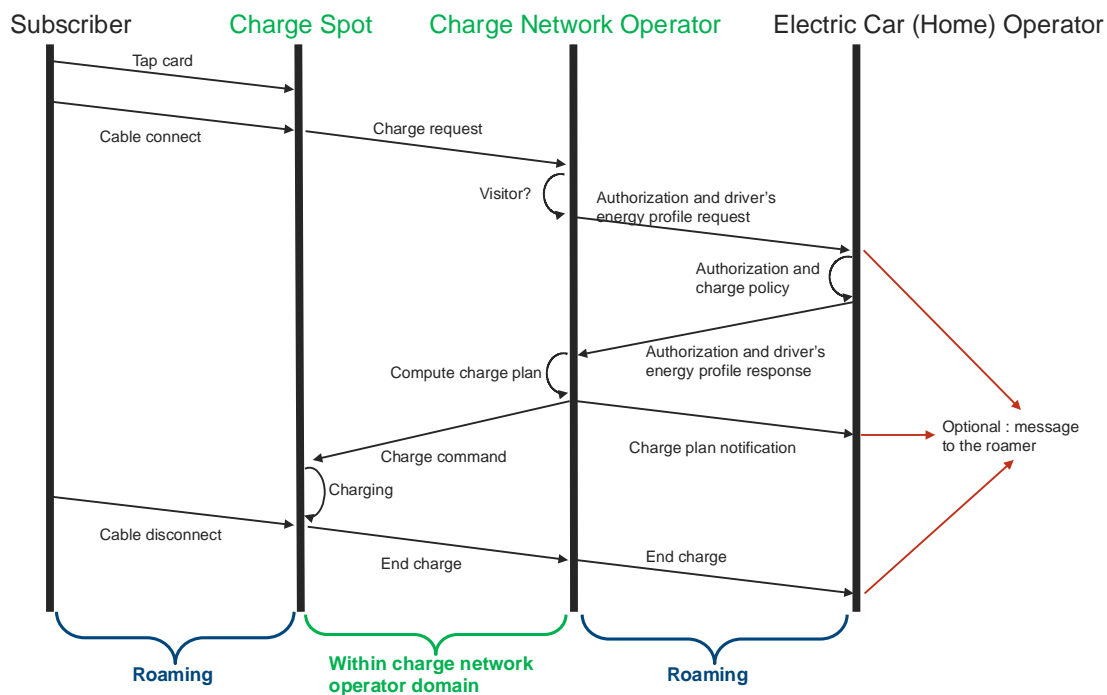 Subscriber
Charge Spot
Charge Network Operator
Electric Car (Home) Operator
Tap card
Cable connect
Charge request
Visitor?
Authorization and driver's
energy profile request
Authorization and
charge policy
Authorization and driver's
energy profile response
Compute charge plan
Charge command
Charge plan notification
Optional : message
to the roamer
Charging
Cable disconnect
End charge
End charge
Roaming
Within charge network
operator domain
Roaming